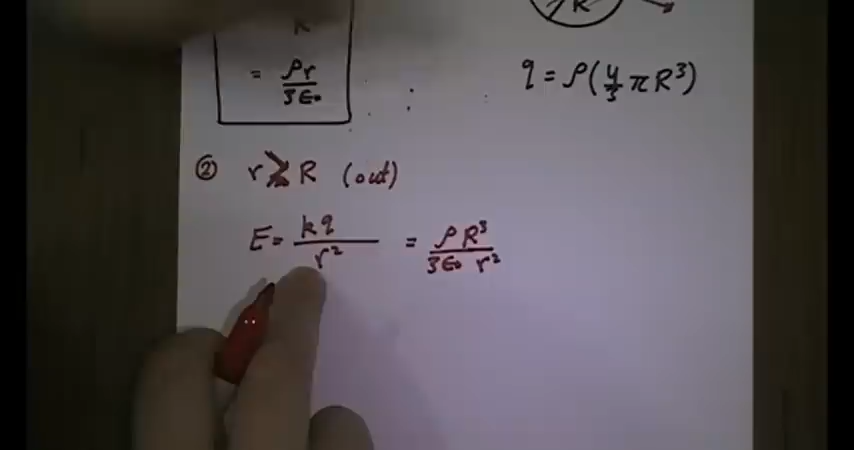 R
= ρr / 3ϵ₀
q = ρ(4/3 πR³)
② r ≥ R (out)
E = kq / r² = ρR³ / 3ϵ₀ r²